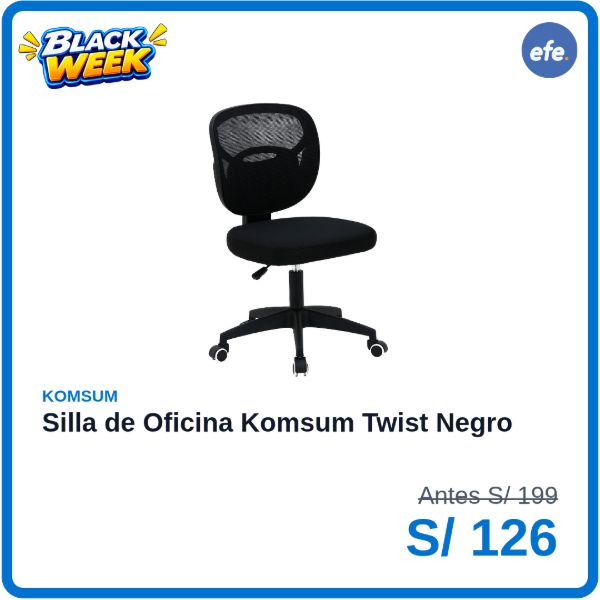 BLACK
WEEK
efe.
KOMSUM
Silla de Oficina Komsum Twist Negro
Antes S/ 199
S/ 126